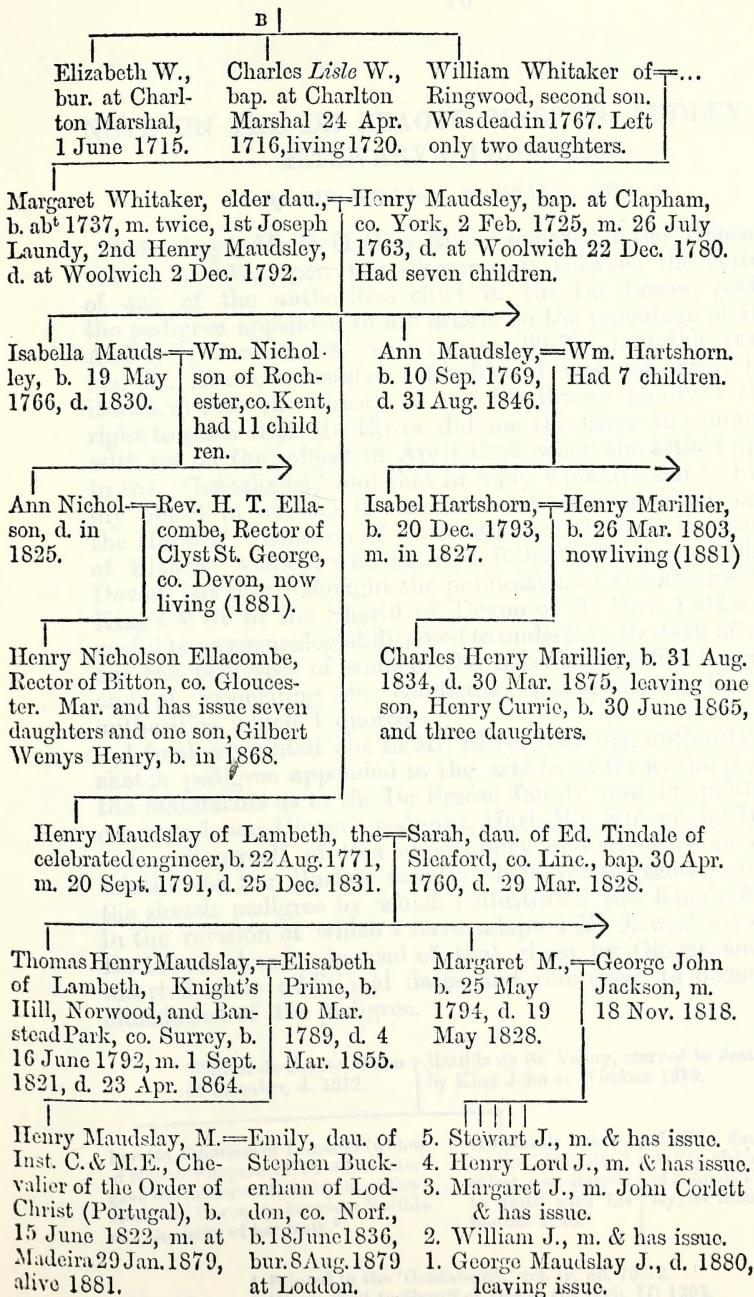 B
Elizabeth W.,
bur. at Charl-
ton Marshal,
1 June 1715.
Charles Lisle W.,
bap. at Charlton
Marshal 24 Apr.
1716, living 1720.
William Whitaker of=...
Ringwood, second son.
Was dead in 1767. Left
only two daughters.
Margaret Whitaker, elder dau.,=
b. abt 1737, m. twice, 1st Joseph
Laundy, 2nd Henry Maudsley,
d. at Woolwich 2 Dec. 1792.
Henry Maudsley, bap. at Clapham,
co. York, 2 Feb. 1725, m. 26 July
1763, d. at Woolwich 22 Dec. 1780.
Had seven children.
Isabella Mauds-=
ley, b. 19 May
1766, d. 1830.
Wm. Nichol-
son of Roch-
ester, co. Kent,
had 11 child
ren.
Ann Maudsley,=
b. 10 Sep. 1769,
d. 31 Aug. 1846.
Wm. Hartshorn.
Had 7 children.
Ann Nichol-=
son, d. in
1825.
Rev. H. T. Ella-
combe, Rector of
Clyst St. George,
co. Devon, now
living (1881).
Isabel Hartshorn,=
b. 20 Dec. 1793,
m. in 1827.
Henry Marillier,
b. 26 Mar. 1803,
now living (1881)
Henry Nicholson Ellacombe,
Rector of Bitton, co. Glouces-
ter. Mar. and has issue seven
daughters and one son, Gilbert
Wemys Henry, b. in 1868.
Charles Henry Marillier, b. 31 Aug.
1834, d. 30 Mar. 1875, leaving one
son, Henry Currie, b. 30 June 1865,
and three daughters.
Henry Maudslay of Lambeth, the=
celebrated engineer, b. 22 Aug. 1771,
m. 20 Sept. 1791, d. 25 Dec. 1831.
Sarah, dau. of Ed. Tindale of
Sleaford, co. Linc., bap. 30 Apr.
1760, d. 29 Mar. 1828.
Thomas Henry Maudslay,=
of Lambeth, Knight's
Hill, Norwood, and Ban-
stead Park, co. Surrey, b.
16 June 1792, m. 1 Sept.
1821, d. 23 Apr. 1864.
Elisabeth
Prime, b.
10 Mar.
1789, d. 4
Mar. 1855.
Margaret M.,=
b. 25 May
1794, d. 19
May 1828.
George John
Jackson, m.
18 Nov. 1818.
Henry Maudslay, M.=
Inst. C. & M.E., Che-
valier of the Order of
Christ (Portugal), b.
15 June 1822, m. at
Madeira 29 Jan. 1879,
alive 1881.
Emily, dau. of
Stephen Buck-
enham of Lod-
don, co. Norf.,
b. 18 June 1836,
bur. 8 Aug. 1879
at Loddon.
5. Stewart J., m. & has issue.
4. Henry Lord J., m. & has issue.
3. Margaret J., m. John Corlett
& has issue.
2. William J., m. & has issue.
1. George Maudslay J., d. 1880,
leaving issue.